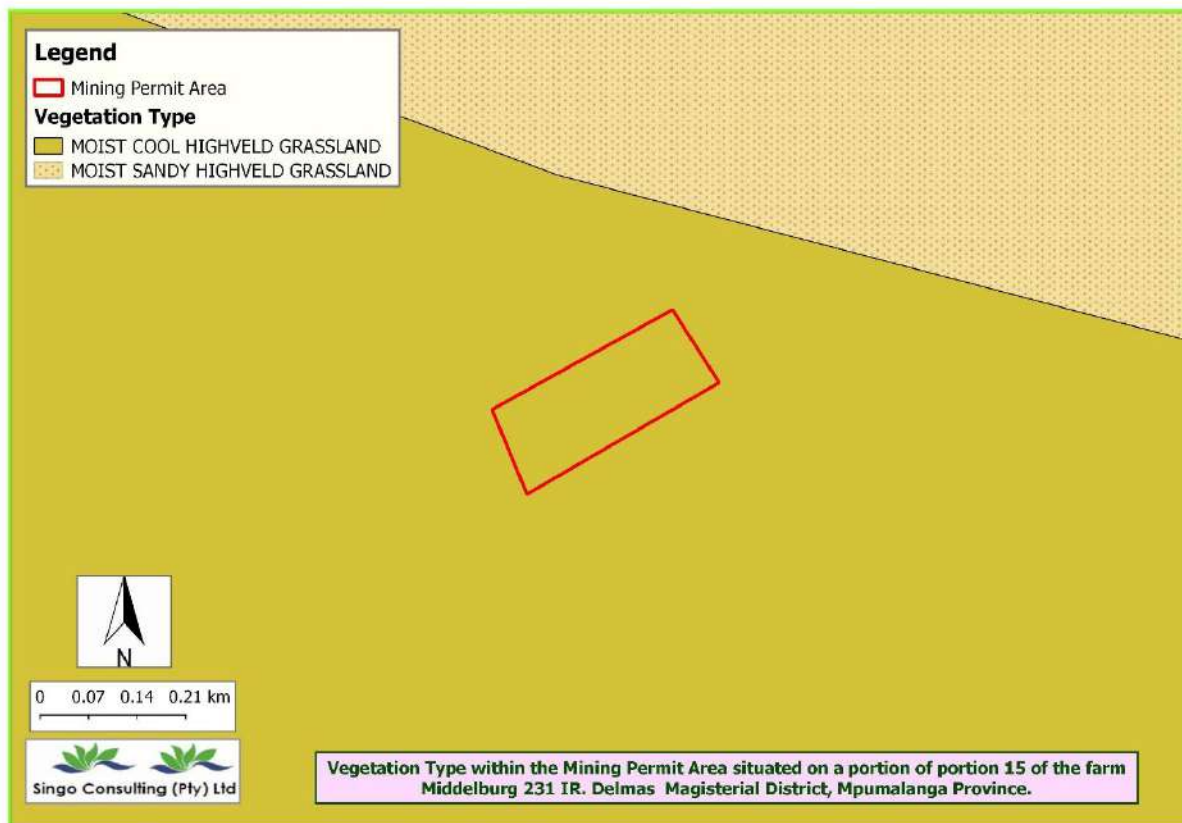 Legend
Mining Permit Area
Vegetation Type
MOIST COOL HIGHVELD GRASSLAND
MOIST SANDY HIGHVELD GRASSLAND
N
0 0.07 0.14 0.21 km
Singo Consulting (Pty) Ltd
Vegetation Type within the Mining Permit Area situated on a portion of portion 15 of the farm
Middelburg 231 IR. Delmas Magisterial District, Mpumalanga Province.